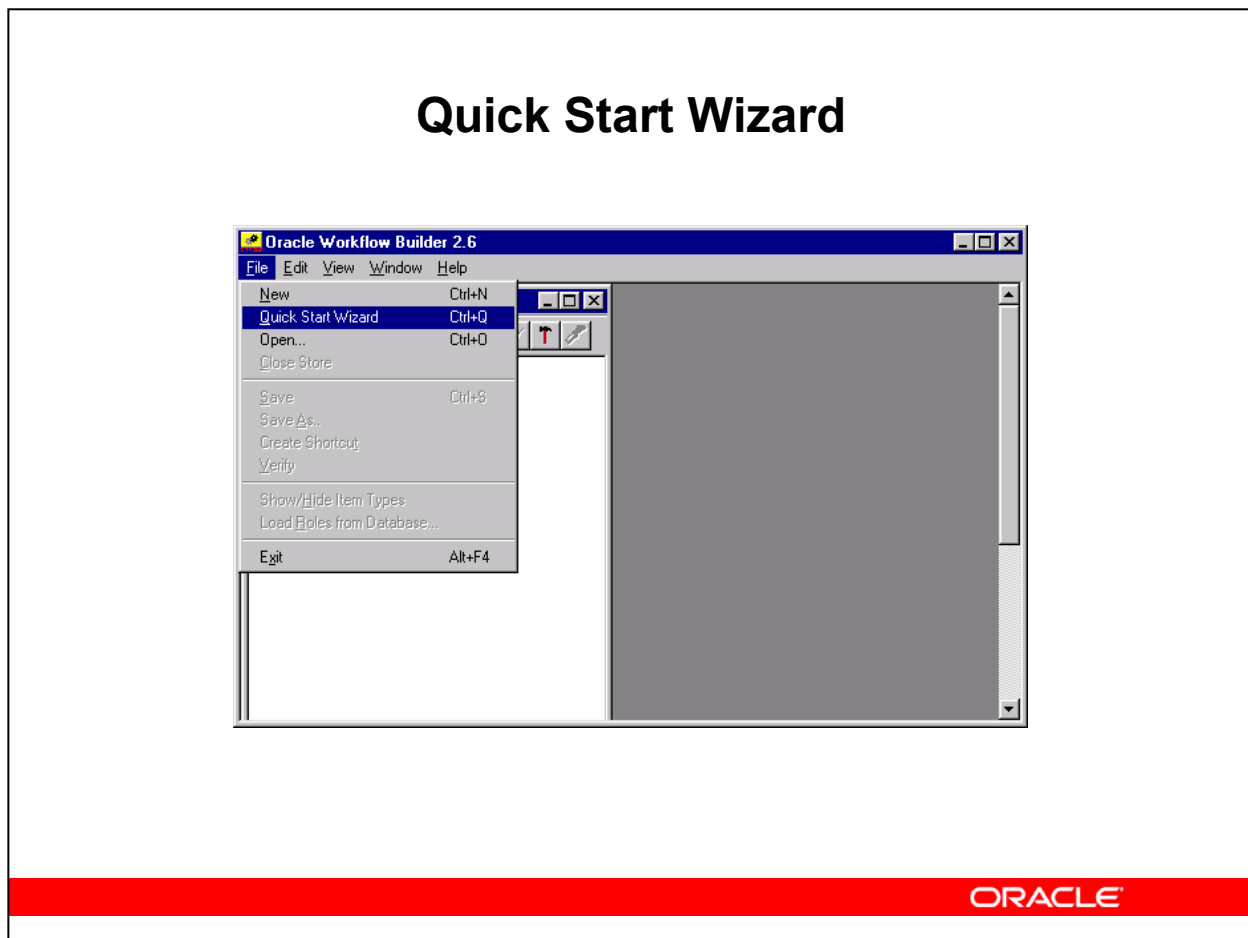 Quick Start Wizard
Oracle Workflow Builder 2.6
File Edit View Window Help
New Ctrl+N
Quick Start Wizard Ctrl+Q
Open... Ctrl+O
Close Store
Save Ctrl+S
Save As..
Create Shortcut
Verify
Show/Hide Item Types
Load Roles from Database...
Exit Alt+F4
ORACLE